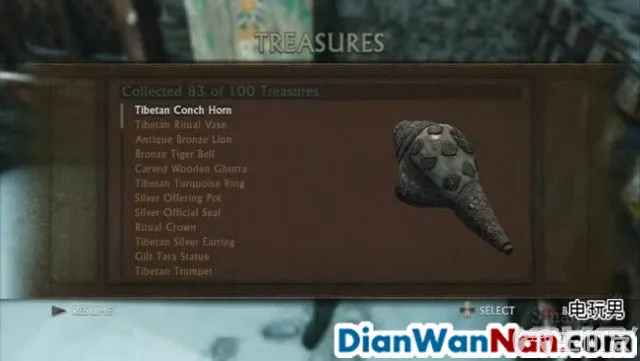 TREASURES
Collected 83 of 100 Treasures
Tibetan Conch Horn
Tibetan Ritual Vase
Antique Bronze Lion
Bronze Tiger Bell
Carved Wooden Ghurra
Tibetan Turquoise Ring
Silver Offering Pot
Silver Official Seal
Ritual Crown
Tibetan Silver Earring
Gilt Tara Statue
Tibetan Trumpet
RESUME
SELECT
电玩男
DianWanNan.com